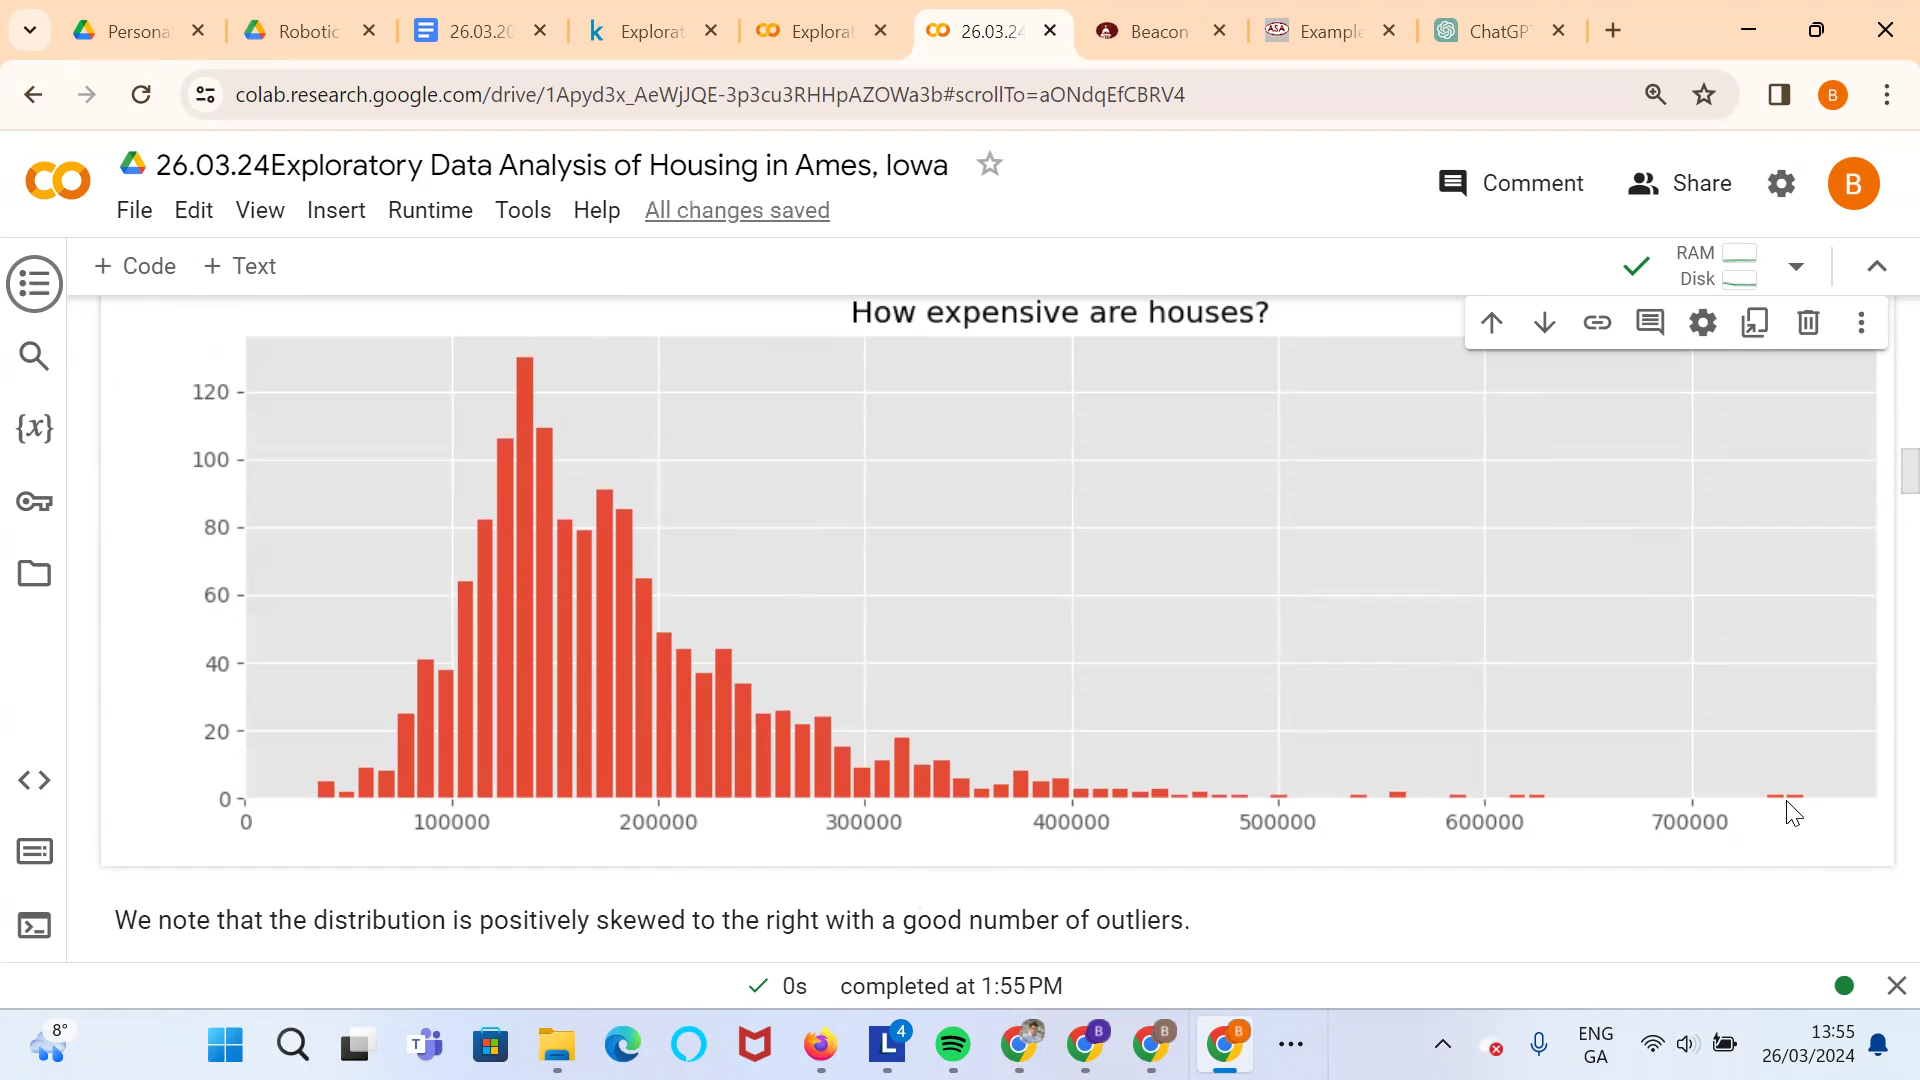 Persona
Robotic
26.03.20
Explorat
Explorat
26.03.24
Beacon
Example
ChatGPT
colab.research.google.com/drive/1Apyd3x_AeWjJQE-3p3cu3RHHpAZOWa3b#scrollTo=aONdqEfCBRV4
B
26.03.24Exploratory Data Analysis of Housing in Ames, Iowa
Comment
Share
B
File Edit View Insert Runtime Tools Help All changes saved
+ Code + Text
RAM
Disk
How expensive are houses?
120
100
80
60
40
20
0
0 100000 200000 300000 400000 500000 600000 700000
We note that the distribution is positively skewed to the right with a good number of outliers.
0s completed at 1:55 PM
8°
4
B
B
B
ENG
GA
13:55
26/03/2024